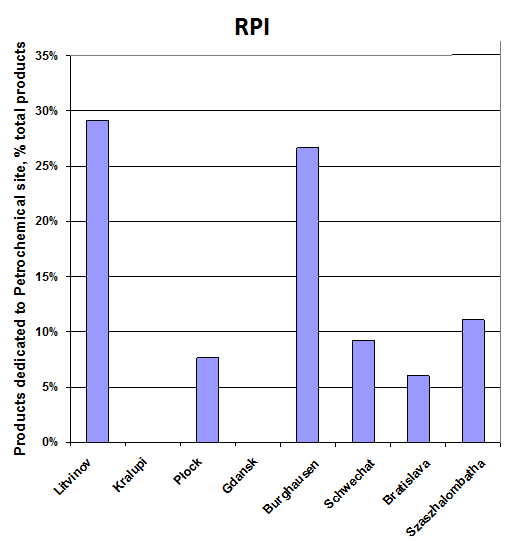 RPI
Products dedicated to Petrochemical site, % total products
35%
30%
25%
20%
15%
10%
5%
0%
Litvinov
Kralupi
Plock
Gdansk
Burghausen
Schwechat
Bratislava
Szaszhalombatha